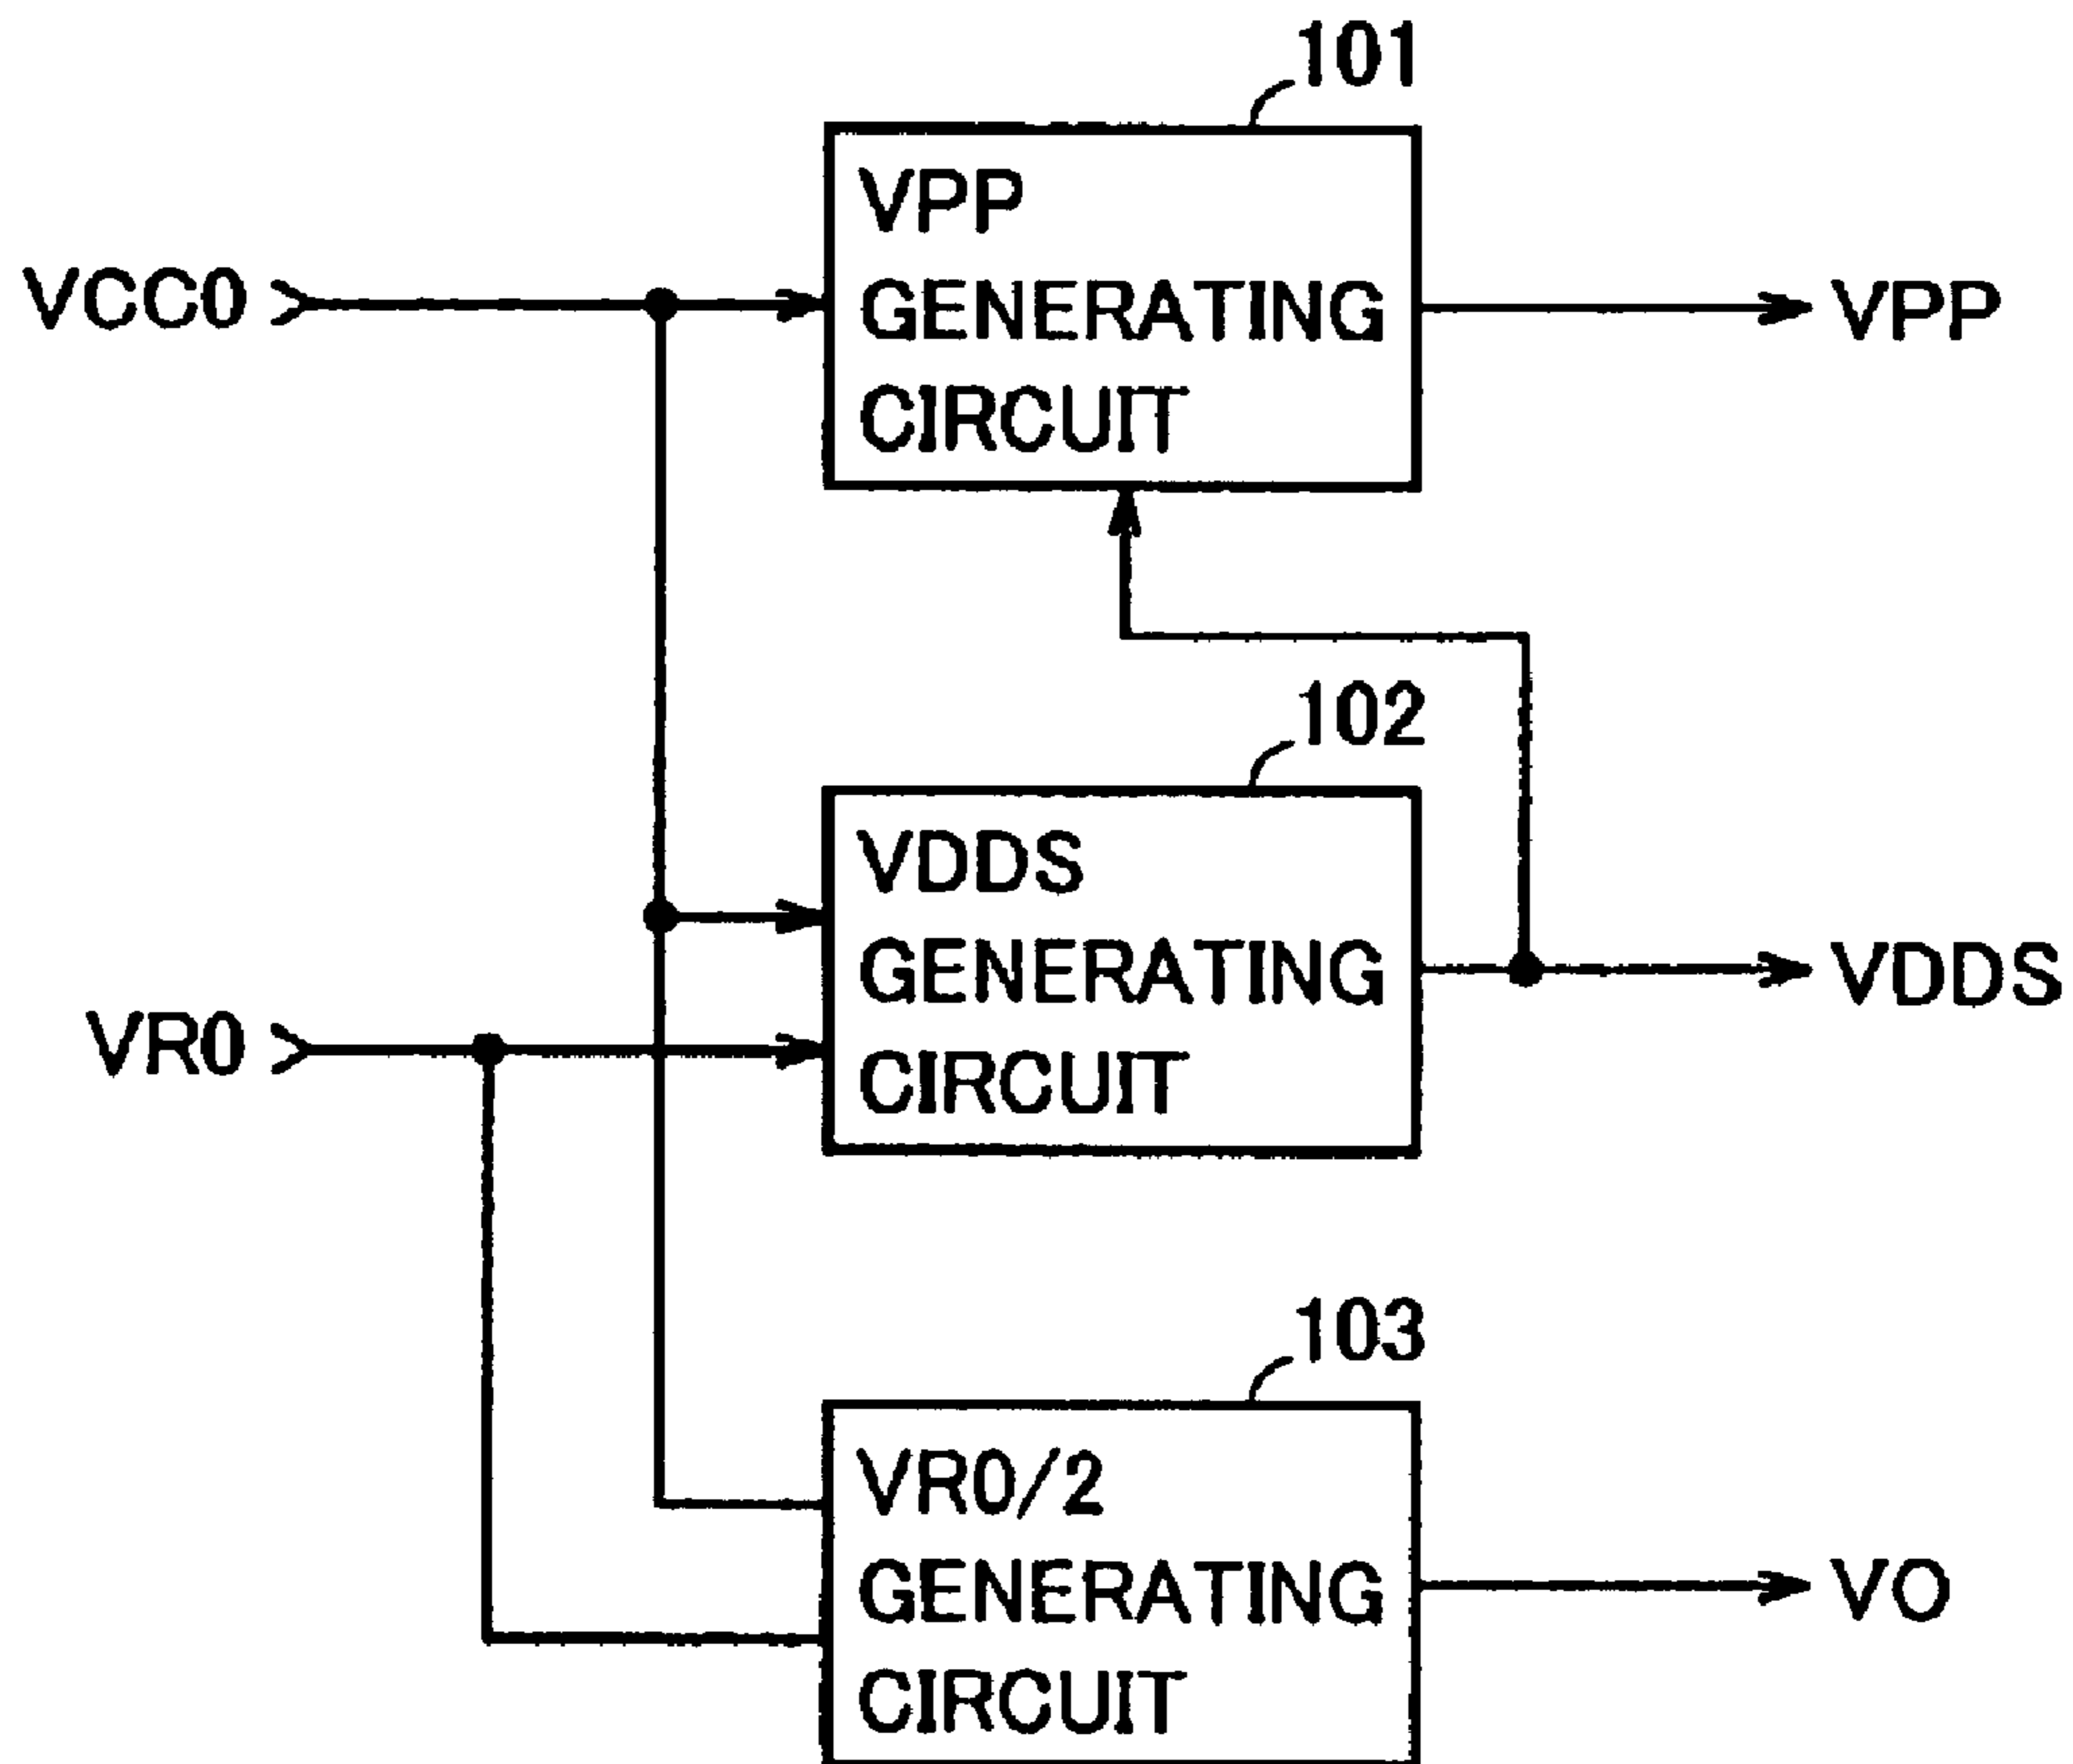 101
VPP
GENERATING
CIRCUIT
VCC0
VPP
102
VDDS
GENERATING
CIRCUIT
VR0
VDDS
103
VR0/2
GENERATING
CIRCUIT
VO